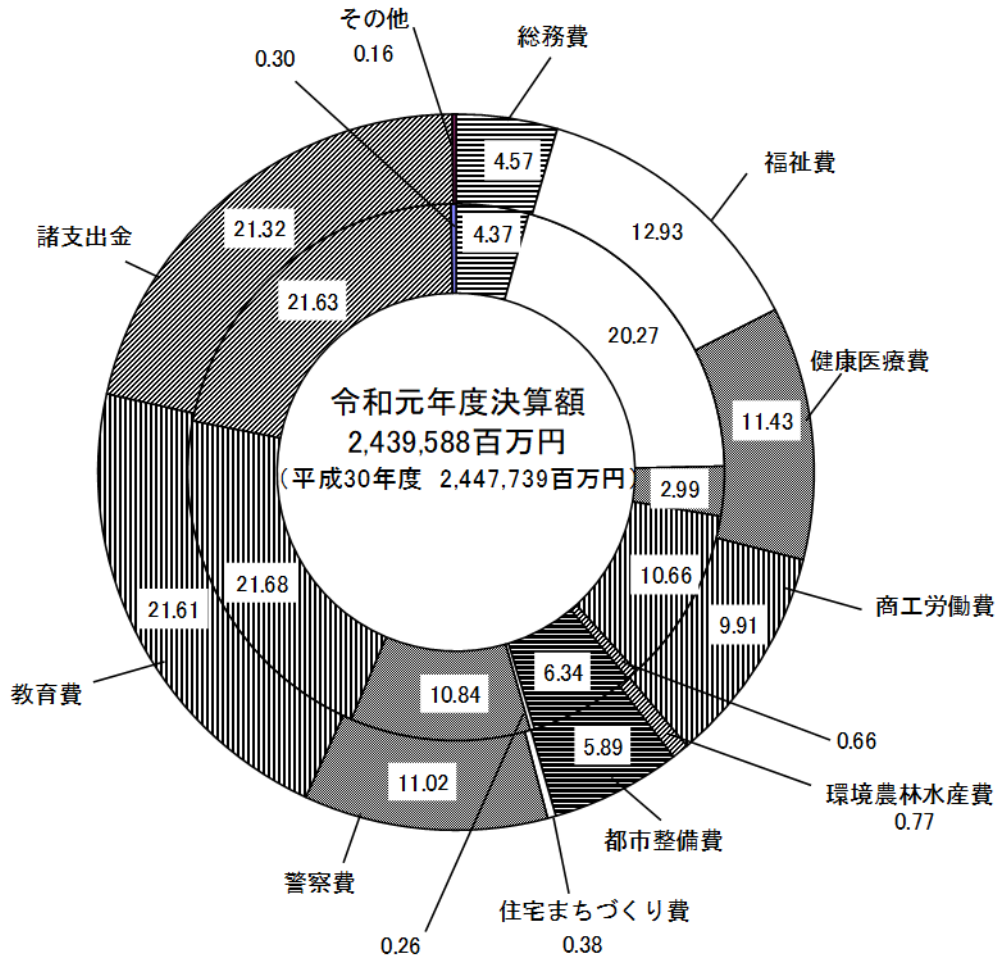 その他
0.16
0.30
総務費
4.57
4.37
福祉費
12.93
20.27
諸支出金
21.32
21.63
健康医療費
11.43
2.99
令和元年度決算額
2,439,588百万円
(平成30年度 2,447,739百万円)
商工労働費
10.66
9.91
教育費
21.68
21.61
6.34
5.89
0.66
環境農林水産費
0.77
都市整備費
10.84
11.02
警察費
住宅まちづくり費
0.38
0.26